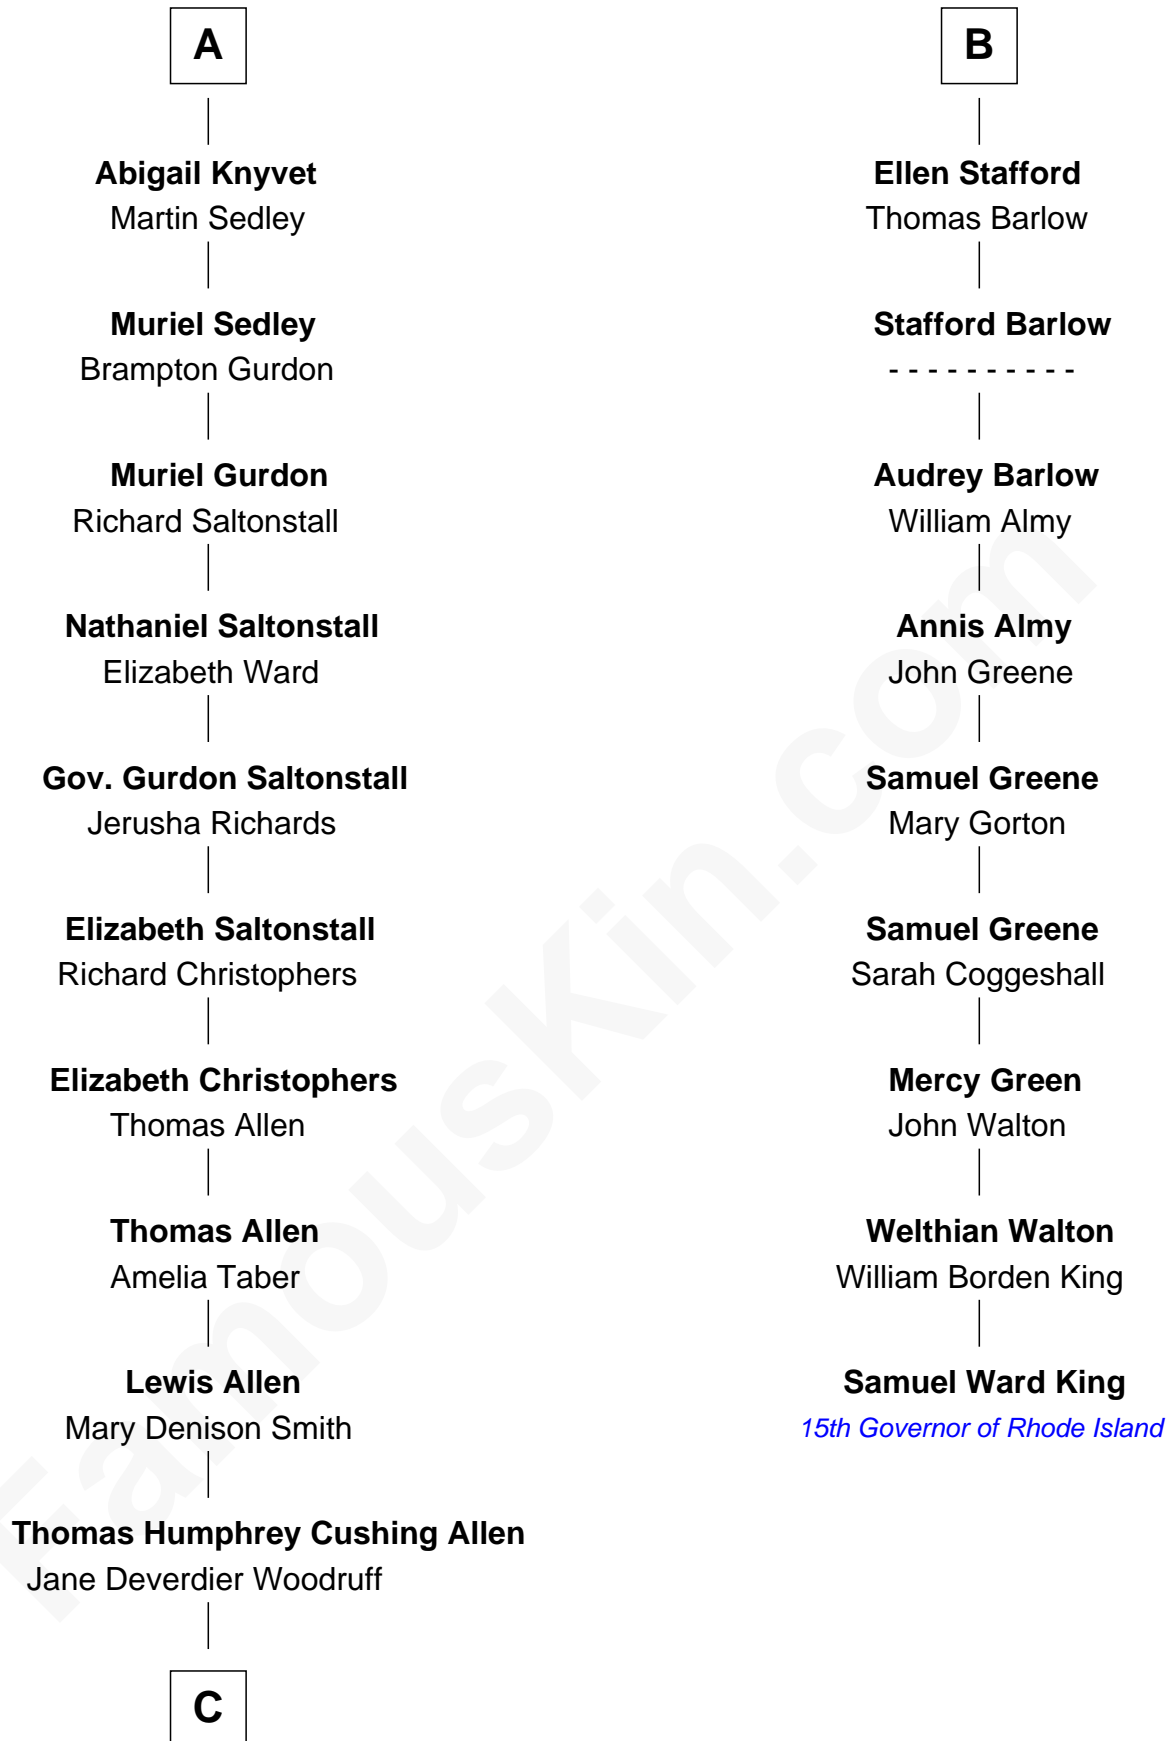 A
Abigail Knyvet
Martin Sedley
Muriel Sedley
Brampton Gurdon
Muriel Gurdon
Richard Saltonstall
Nathaniel Saltonstall
Elizabeth Ward
Gov. Gurdon Saltonstall
Jerusha Richards
Elizabeth Saltonstall
Richard Christophers
Elizabeth Christophers
Thomas Allen
Thomas Allen
Amelia Taber
Lewis Allen
Mary Denison Smith
Thomas Humphrey Cushing Allen
Jane Deverdier Woodruff
C
B
Ellen Stafford
Thomas Barlow
Stafford Barlow
- - - - - - - - - -
Audrey Barlow
William Almy
Annis Almy
John Greene
Samuel Greene
Mary Gorton
Samuel Greene
Sarah Coggeshall
Mercy Green
John Walton
Welthian Walton
William Borden King
Samuel Ward King
15th Governor of Rhode Island
FamousKin.com